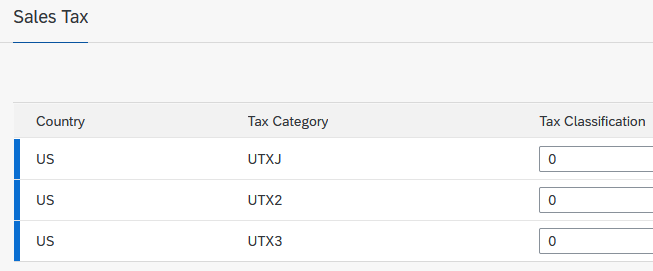 Sales Tax
Country Tax Category Tax Classification
US UTXJ 0
US UTX2 0
US UTX3 0